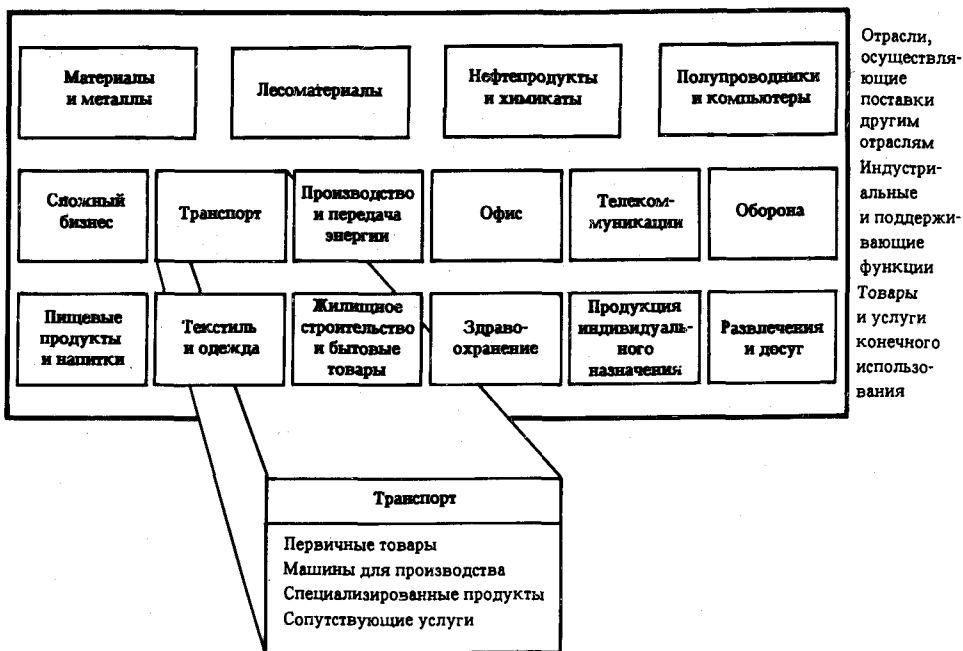 Материалы
и металлы
Лесоматериалы
Нефтепродукты
и химикаты
Полупроводники
и компьютеры
Отрасли,
осуществля-
ющие
поставки
другим
отраслям
Сложный
бизнес
Транспорт
Производство
и передача
энергии
Офис
Телеком-
муникации
Оборона
Индустри-
альные
и поддержи-
вающие
функции
Пищевые
продукты
и напитки
Текстиль
и одежда
Жилищное
строительство
и бытовые
товары
Здраво-
охранение
Продукция
индивидуаль-
ного
назначения
Развлечения
и досуг
Товары
и услуги
конечного
использо-
вания
Транспорт
Первичные товары
Машины для производства
Специализированные продукты
Сопутствующие услуги